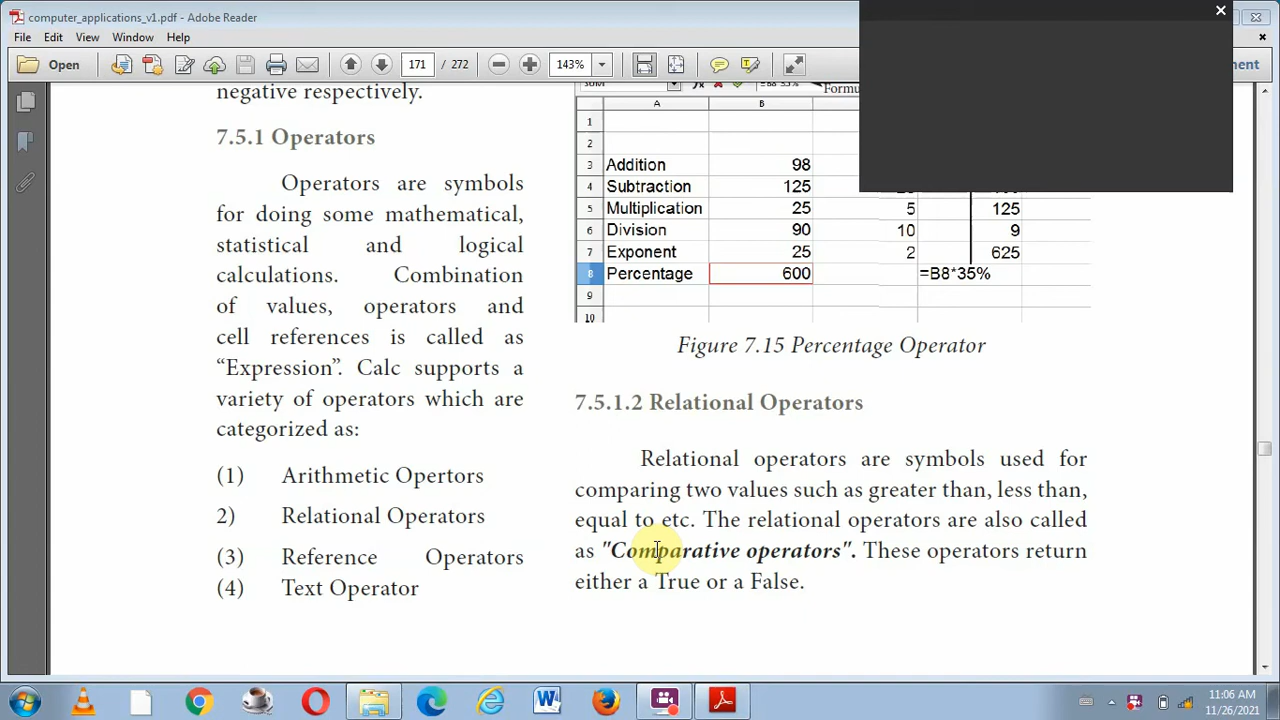 computer_applications_v1.pdf - Adobe Reader
File Edit View Window Help
Open 171 / 272 143%
negative respectively.
7.5.1 Operators
Operators are symbols
for doing some mathematical,
statistical and logical
calculations. Combination
of values, operators and
cell references is called as
“Expression”. Calc supports a
variety of operators which are
categorized as:
(1) Arithmetic Opertors
2) Relational Operators
(3) Reference Operators
(4) Text Operator
A B
1
2
3 Addition 98
4 Subtraction 125
5 Multiplication 25 5 125
6 Division 90 10 9
7 Exponent 25 2 625
8 Percentage 600 =B8*35%
9
10
Figure 7.15 Percentage Operator
7.5.1.2 Relational Operators
Relational operators are symbols used for
comparing two values such as greater than, less than,
equal to etc. The relational operators are also called
as "Comparative operators". These operators return
either a True or a False.
11:06 AM
11/26/2021